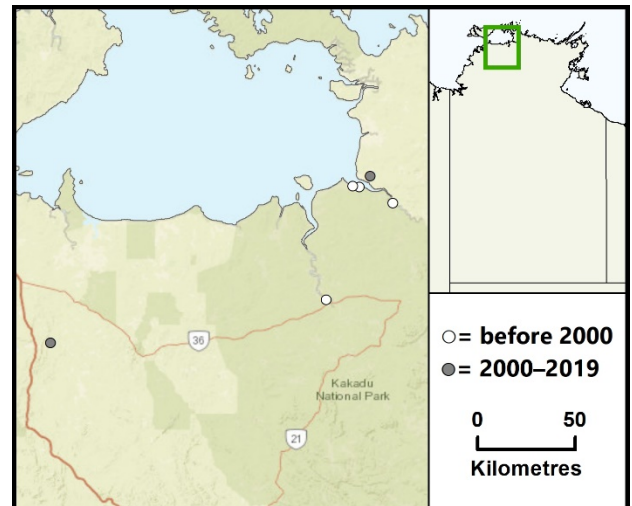 36
Kakadu
National Park
21
= before 2000
= 2000–2019
0 50
Kilometres